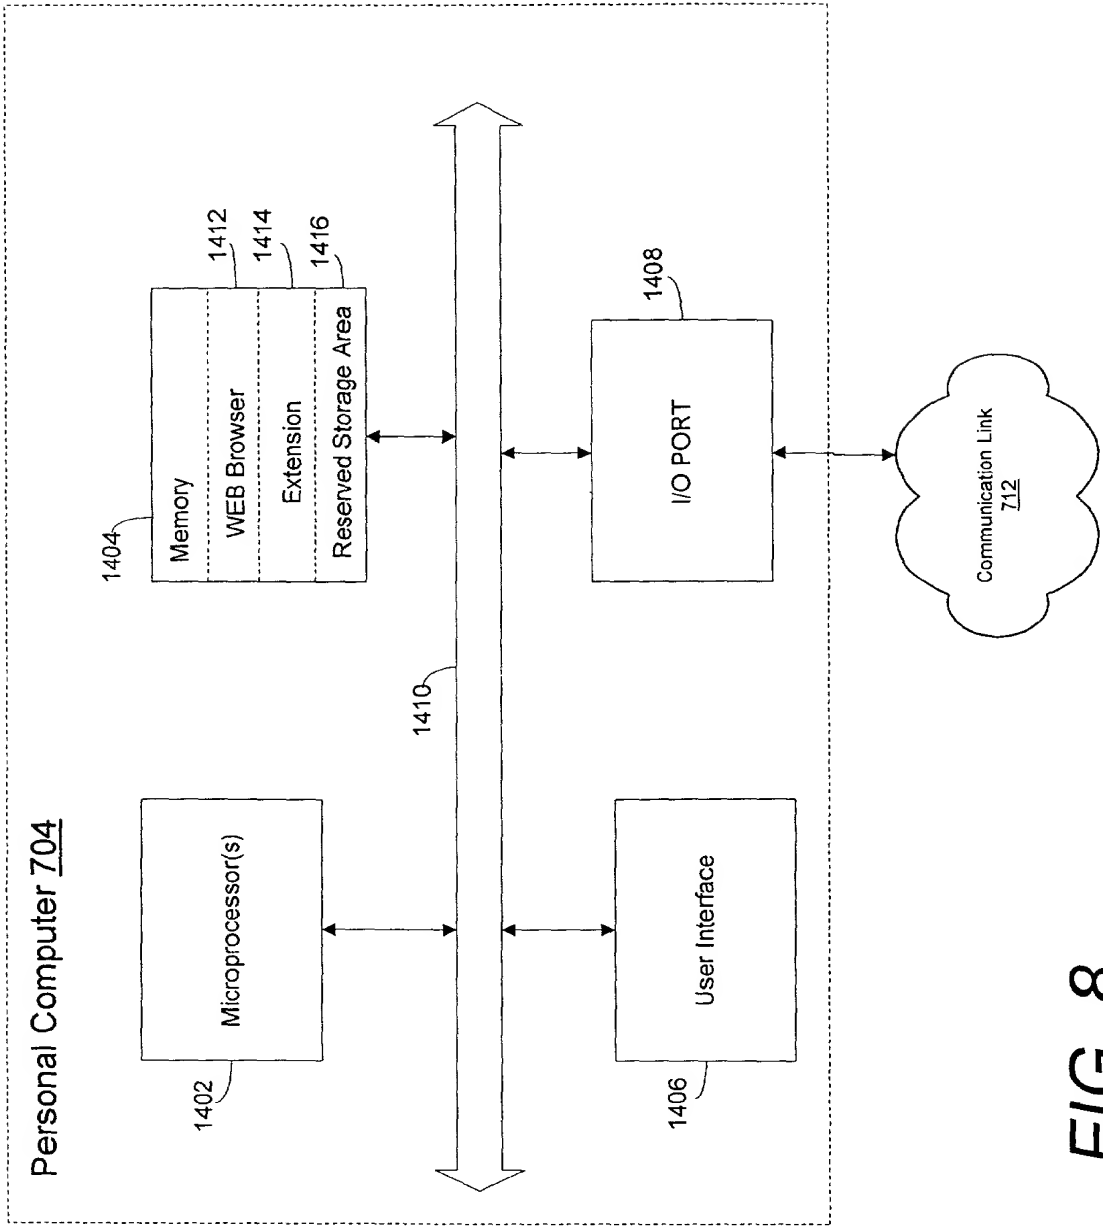 Personal Computer 704
1402
Microprocessor(s)
1404
Memory
WEB Browser
Extension
Reserved Storage Area
1412
1414
1416
1410
1406
User Interface
1408
I/O PORT
Communication Link
712
FIG. 8